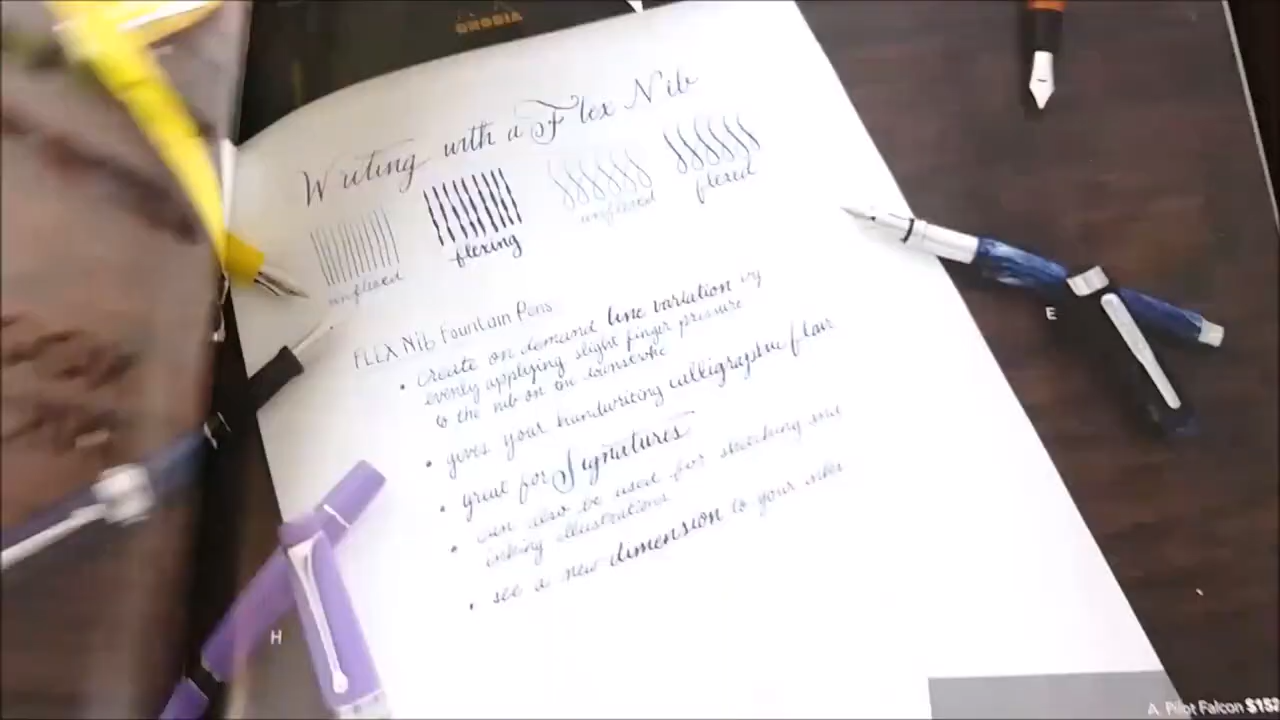 RHODIA
Writing with a Flex Nib
unflexed flexing unflexed flexed
FLEX Nib Fountain Pens
• Create on demand line variation by
evenly applying slight finger pressure
to the nib on the downstroke
• gives your handwriting calligraphic flair
• great for Signatures
• can also be used for sketching and
inking illustrations
• see a new dimension to your inks
E
H
A. Pilot Falcon